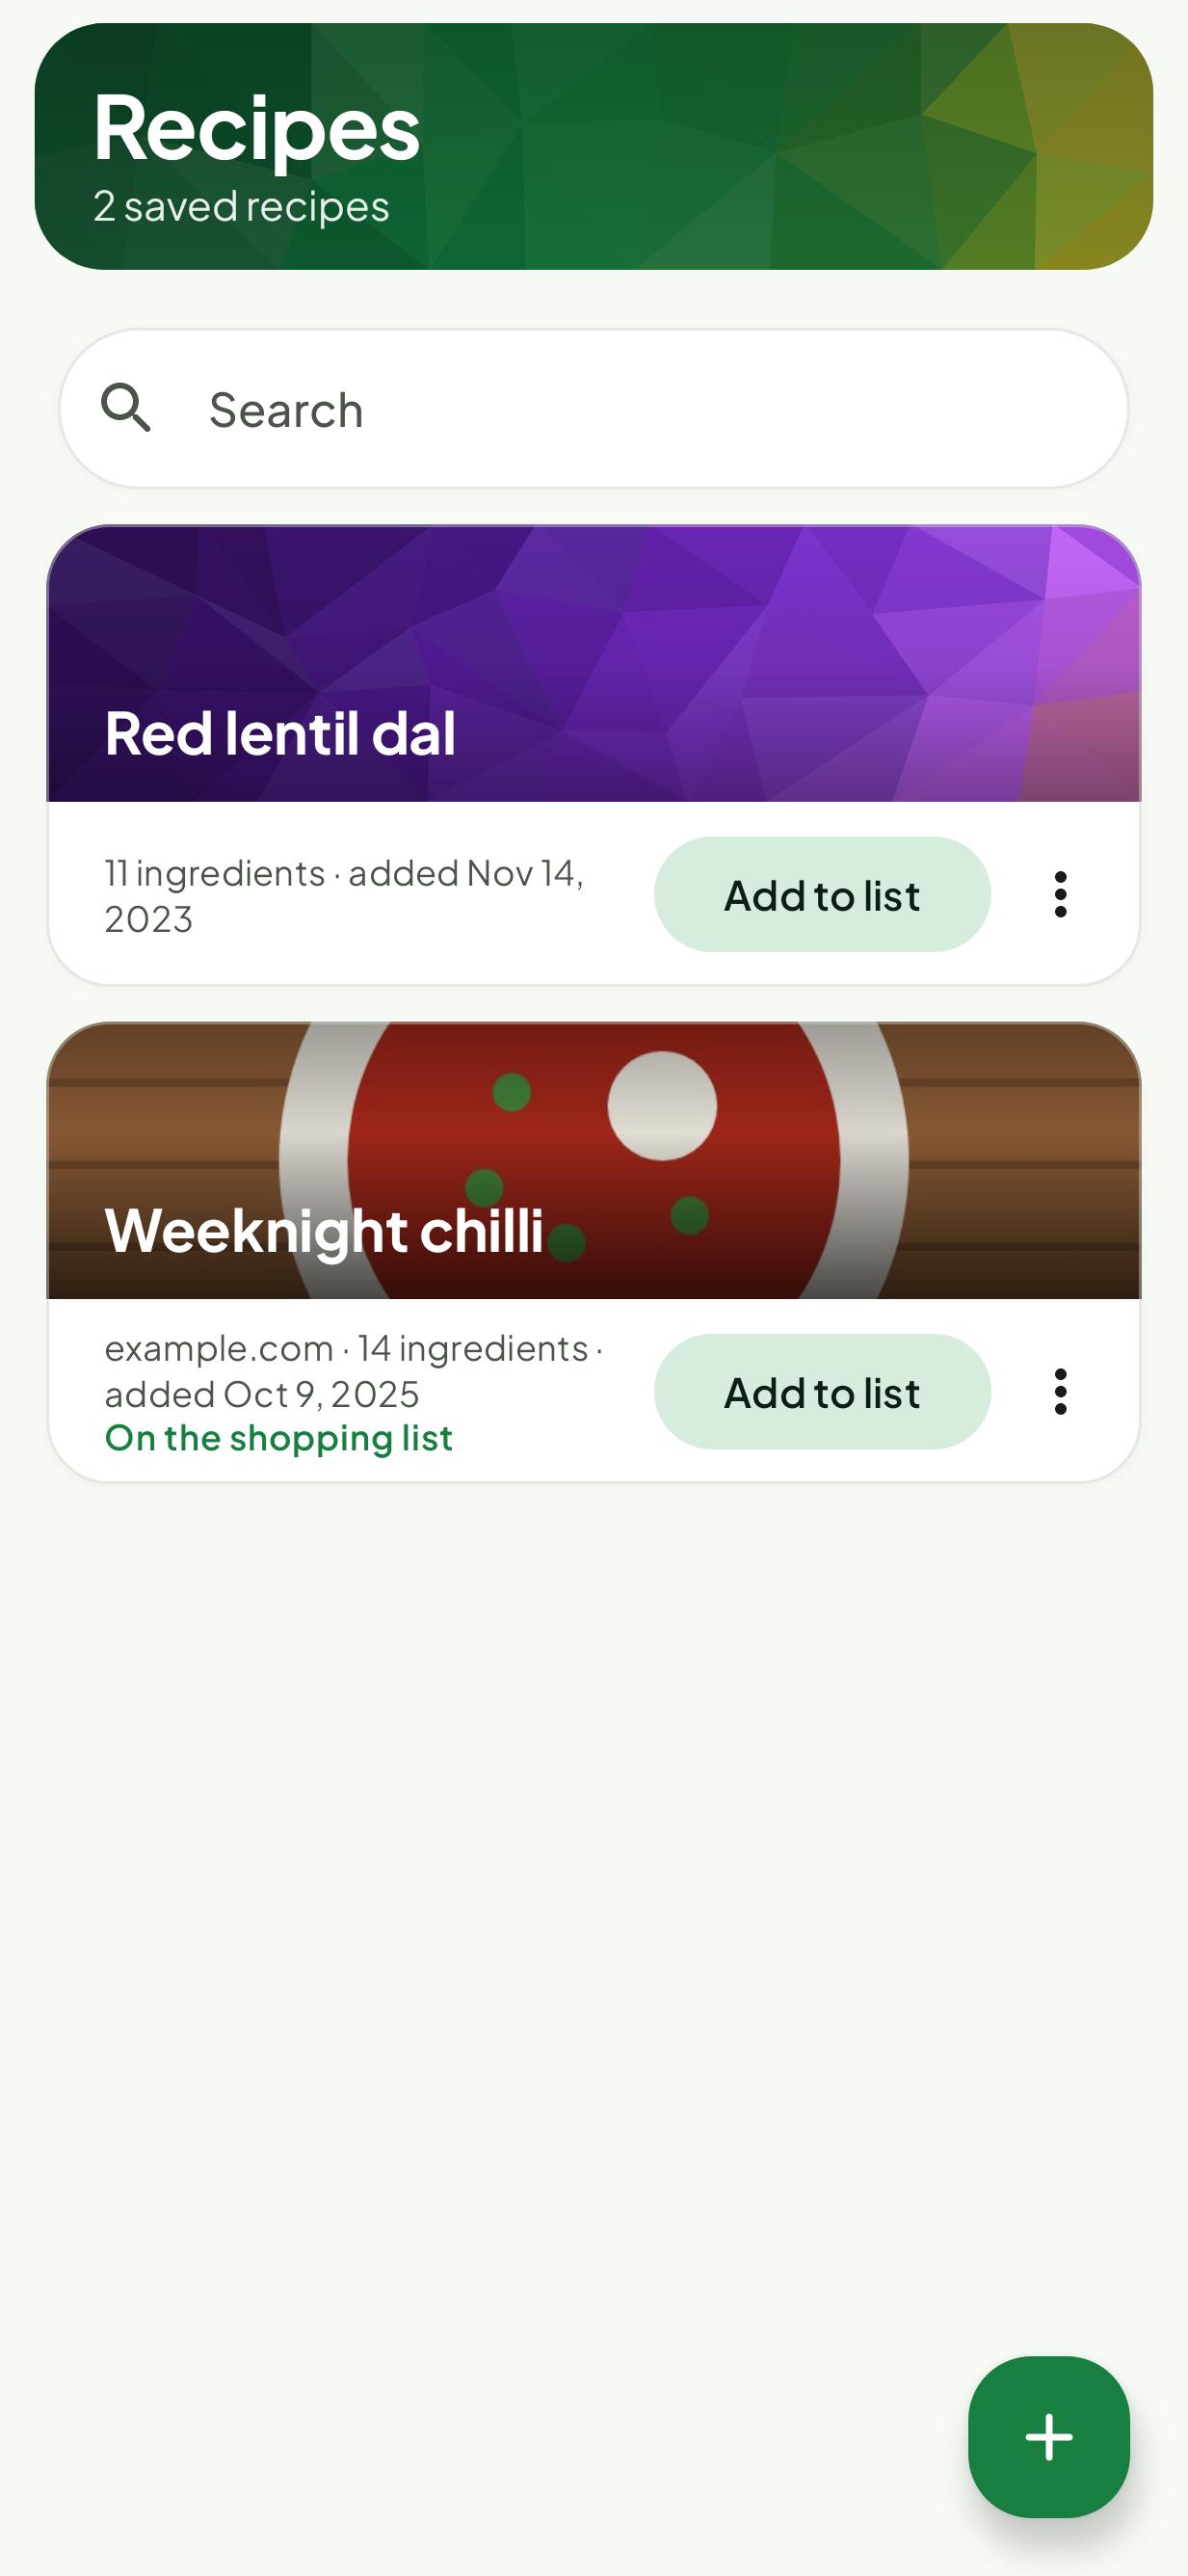 Recipes
2 saved recipes
Search
Red lentil dal
11 ingredients · added Nov 14,
2023
Add to list
Weeknight chilli
example.com · 14 ingredients ·
added Oct 9, 2025
On the shopping list
Add to list